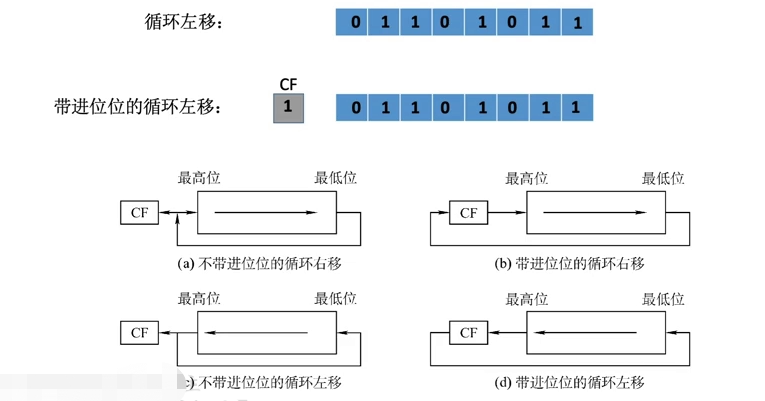 循环左移： 0 1 1 0 1 0 1 1
CF
带进位位的循环左移： 1 0 1 1 0 1 0 1 1
最高位 最低位 最高位 最低位
CF CF
(a) 不带进位位的循环右移 (b) 带进位位的循环右移
最高位 最低位 最高位 最低位
CF CF
c) 不带进位位的循环左移 (d) 带进位位的循环左移